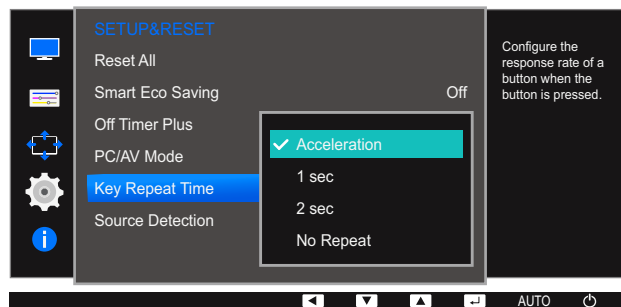 SETUP&RESET
Reset All
Smart Eco Saving Off
Off Timer Plus
PC/AV Mode
Key Repeat Time
Source Detection
Acceleration
1 sec
2 sec
No Repeat
Configure the
response rate of a
button when the
button is pressed.
AUTO